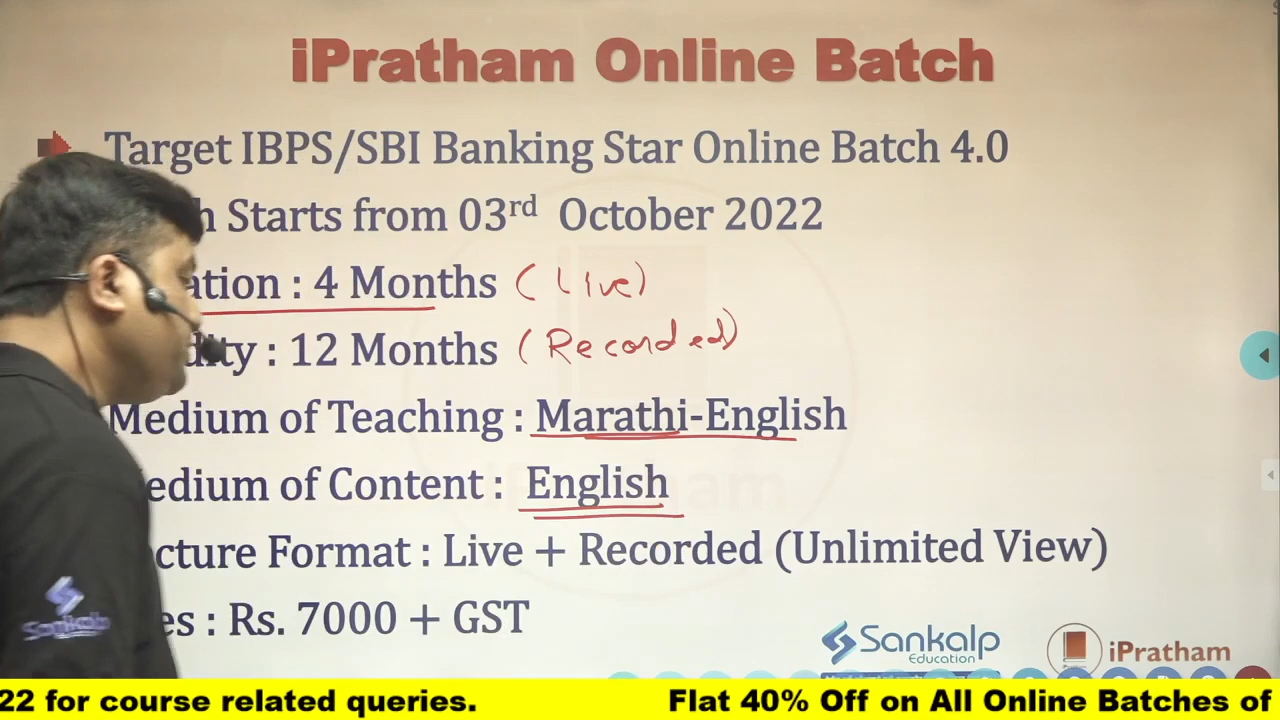 iPratham Online Batch
Target IBPS/SBI Banking Star Online Batch 4.0
h Starts from 03rd October 2022
ation : 4 Months (Live)
dity : 12 Months (Recorded)
Medium of Teaching : Marathi-English
edium of Content : English
cture Format : Live + Recorded (Unlimited View)
es : Rs. 7000 + GST
Sankalp
Education
iPratham
Sankalp
22 for course related queries. Flat 40% Off on All Online Batches of